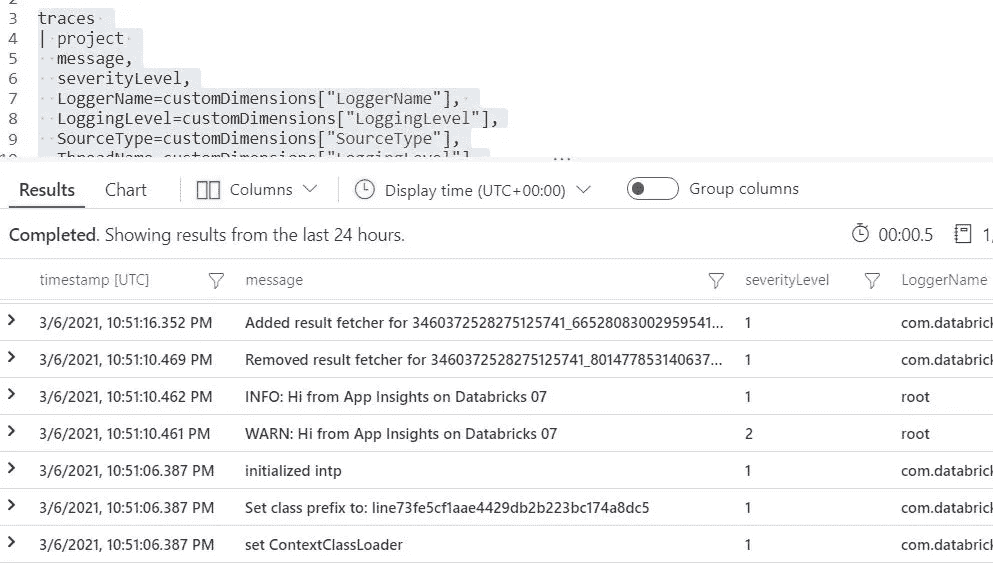 3 traces
4 | project
5 message,
6 severityLevel,
7 LoggerName=customDimensions["LoggerName"],
8 LoggingLevel=customDimensions["LoggingLevel"],
9 SourceType=customDimensions["SourceType"],
10 ThreadName=customDimensions["LoggingLevel"]
Results Chart Columns Display time (UTC+00:00) Group columns
Completed. Showing results from the last 24 hours. 00:00.5 1,
timestamp [UTC] message severityLevel LoggerName
3/6/2021, 10:51:16.352 PM Added result fetcher for 3460372528275125741_66528083002959541... 1 com.databrick
3/6/2021, 10:51:10.469 PM Removed result fetcher for 3460372528275125741_801477853140637... 1 com.databrick
3/6/2021, 10:51:10.462 PM INFO: Hi from App Insights on Databricks 07 1 root
3/6/2021, 10:51:10.461 PM WARN: Hi from App Insights on Databricks 07 2 root
3/6/2021, 10:51:06.387 PM initialized intp 1 com.databrick
3/6/2021, 10:51:06.387 PM Set class prefix to: line73fe5cf1aae4429db2b223bc174a8dc5 1 com.databrick
3/6/2021, 10:51:06.387 PM set ContextClassLoader 1 com.databrick